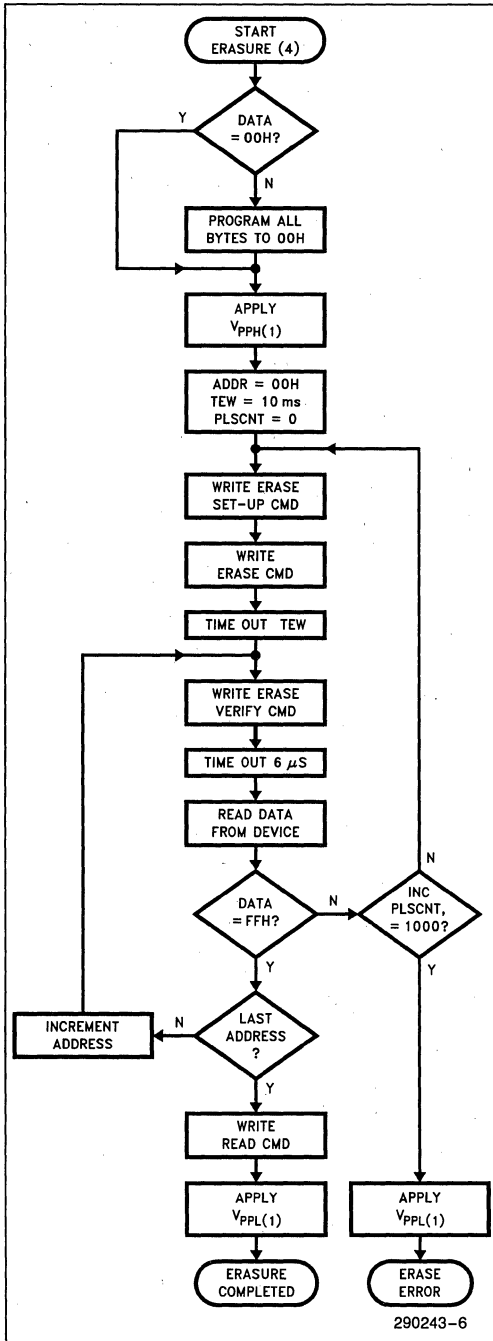 START
ERASURE (4)
Y
DATA
= 00H?
N
PROGRAM ALL
BYTES TO 00H
APPLY
VPPH(1)
ADDR = 00H
TEW = 10 ms
PLSCNT = 0
WRITE ERASE
SET-UP CMD
WRITE
ERASE CMD
TIME OUT TEW
WRITE ERASE
VERIFY CMD
TIME OUT 6 μS
READ DATA
FROM DEVICE
DATA
= FFH?
N
Y
INC
PLSCNT,
= 1000?
N
Y
INCREMENT
ADDRESS
N
LAST
ADDRESS
?
Y
WRITE
READ CMD
APPLY
VPPL(1)
APPLY
VPPL(1)
ERASURE
COMPLETED
ERASE
ERROR
290243-6